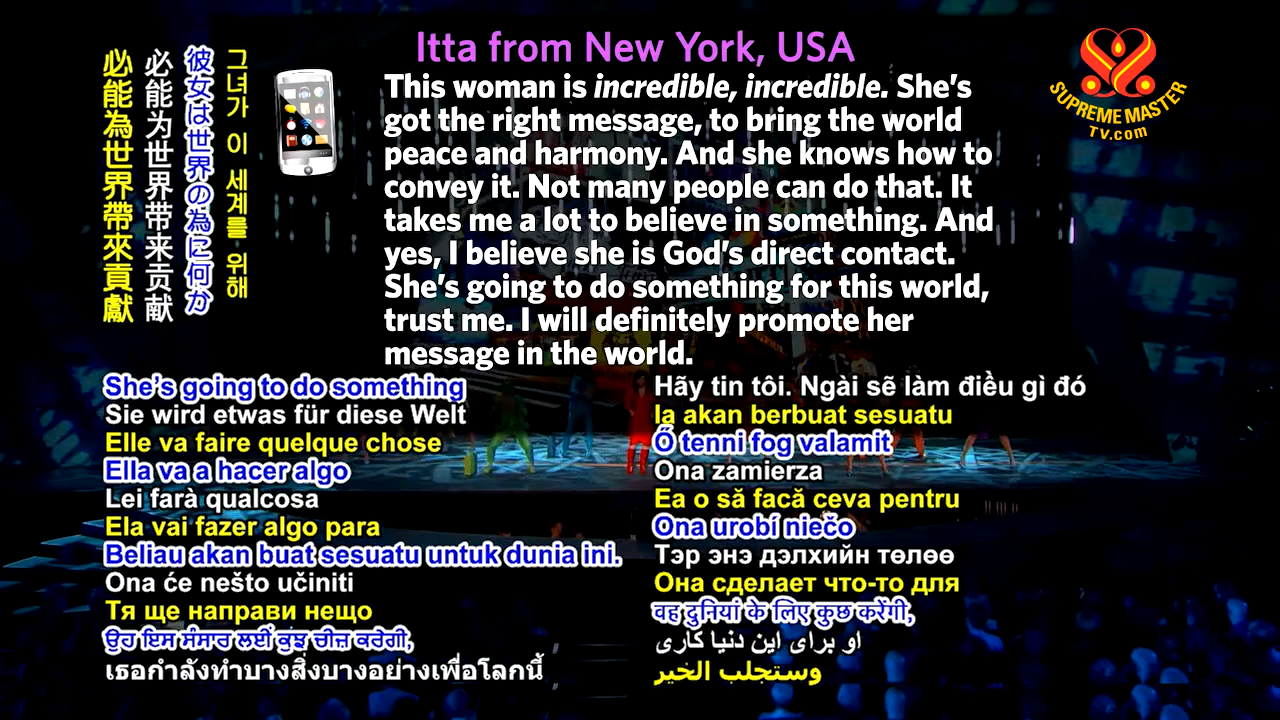 Itta from New York, USA
This woman is incredible, incredible. She's
got the right message, to bring the world
peace and harmony. And she knows how to
convey it. Not many people can do that. It
takes me a lot to believe in something. And
yes, I believe she is God's direct contact.
She's going to do something for this world,
trust me. I will definitely promote her
message in the world.
SUPREME MASTER
TV.com
必能為世界帶來貢獻
必能为世界带来贡献
彼女は世界の為に何か
그녀가 이 세계를 위해
She's going to do something
Sie wird etwas für diese Welt
Elle va faire quelque chose
Ella va a hacer algo
Lei farà qualcosa
Ela vai fazer algo para
Beliau akan buat sesuatu untuk dunia ini.
Ona će nešto učiniti
Тя ще направи нещо
ਉਹ ਇਸ ਸੰਸਾਰ ਲਈ ਕੁਝ ਚੀਜ਼ ਕਰੇਗੀ,
เธอกำลังทำบางสิ่งบางอย่างเพื่อโลกนี้
Hãy tin tôi. Ngài sẽ làm điều gì đó
Ia akan berbuat sesuatu
Ő tenni fog valamit
Ona zamierza
Ea o să facă ceva pentru
Ona urobí niečo
Тэр энэ дэлхийн төлөө
Она сделает что-то для
वह दुनियां के लिए कुछ करेंगी,
او برای این دنیا کاری
وستجلب الخير